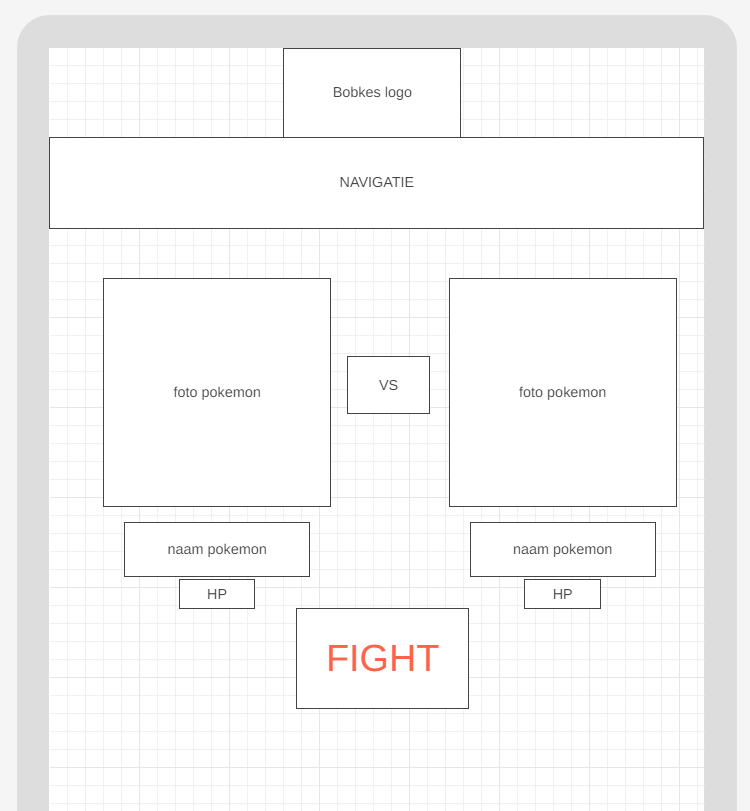 Bobkes logo
NAVIGATIE
foto pokemon
VS
foto pokemon
naam pokemon
naam pokemon
HP
HP
FIGHT